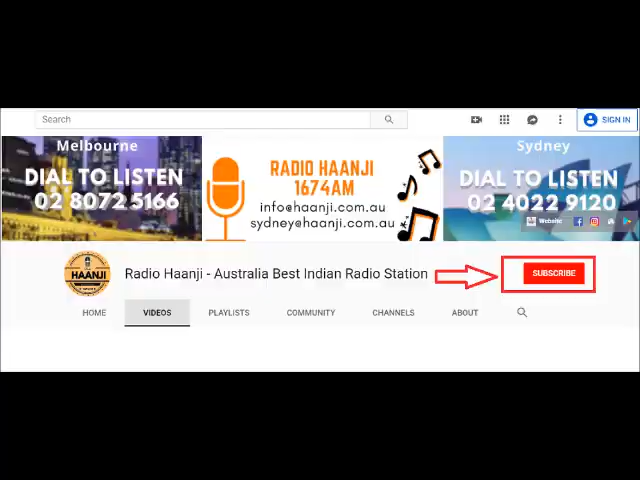 Search
SIGN IN
Melbourne
DIAL TO LISTEN
02 8072 5166
RADIO HAANJI
1674AM
info@haanji.com.au
sydney@haanji.com.au
Sydney
DIAL TO LISTEN
02 4022 9120
Website
HAANJI
Radio Haanji - Australia Best Indian Radio Station
SUBSCRIBE
HOME
VIDEOS
PLAYLISTS
COMMUNITY
CHANNELS
ABOUT